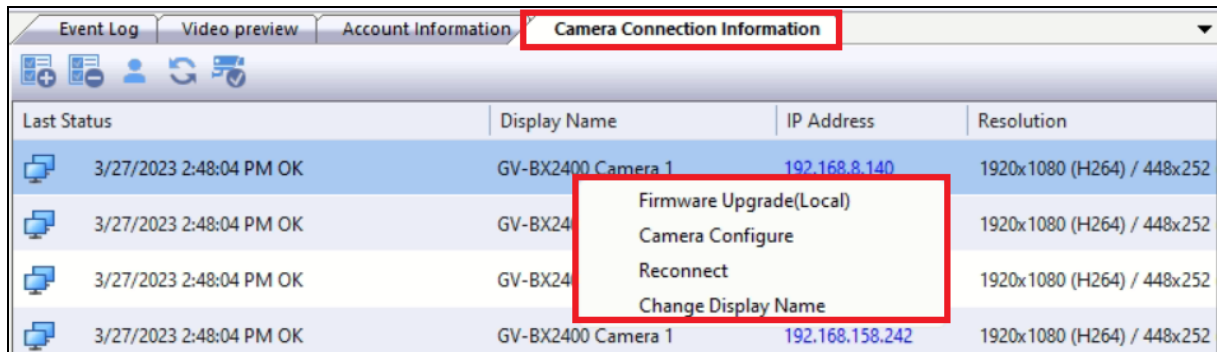 Event Log Video preview Account Information Camera Connection Information
Last Status Display Name IP Address Resolution
3/27/2023 2:48:04 PM OK GV-BX2400 Camera 1 192.168.8.140 1920x1080 (H264) / 448x252
Firmware Upgrade(Local)
3/27/2023 2:48:04 PM OK GV-BX24 1920x1080 (H264) / 448x252
Camera Configure
Reconnect
3/27/2023 2:48:04 PM OK GV-BX24 1920x1080 (H264) / 448x252
Change Display Name
3/27/2023 2:48:04 PM OK GV-BX2400 Camera 1 192.168.158.242 1920x1080 (H264) / 448x252